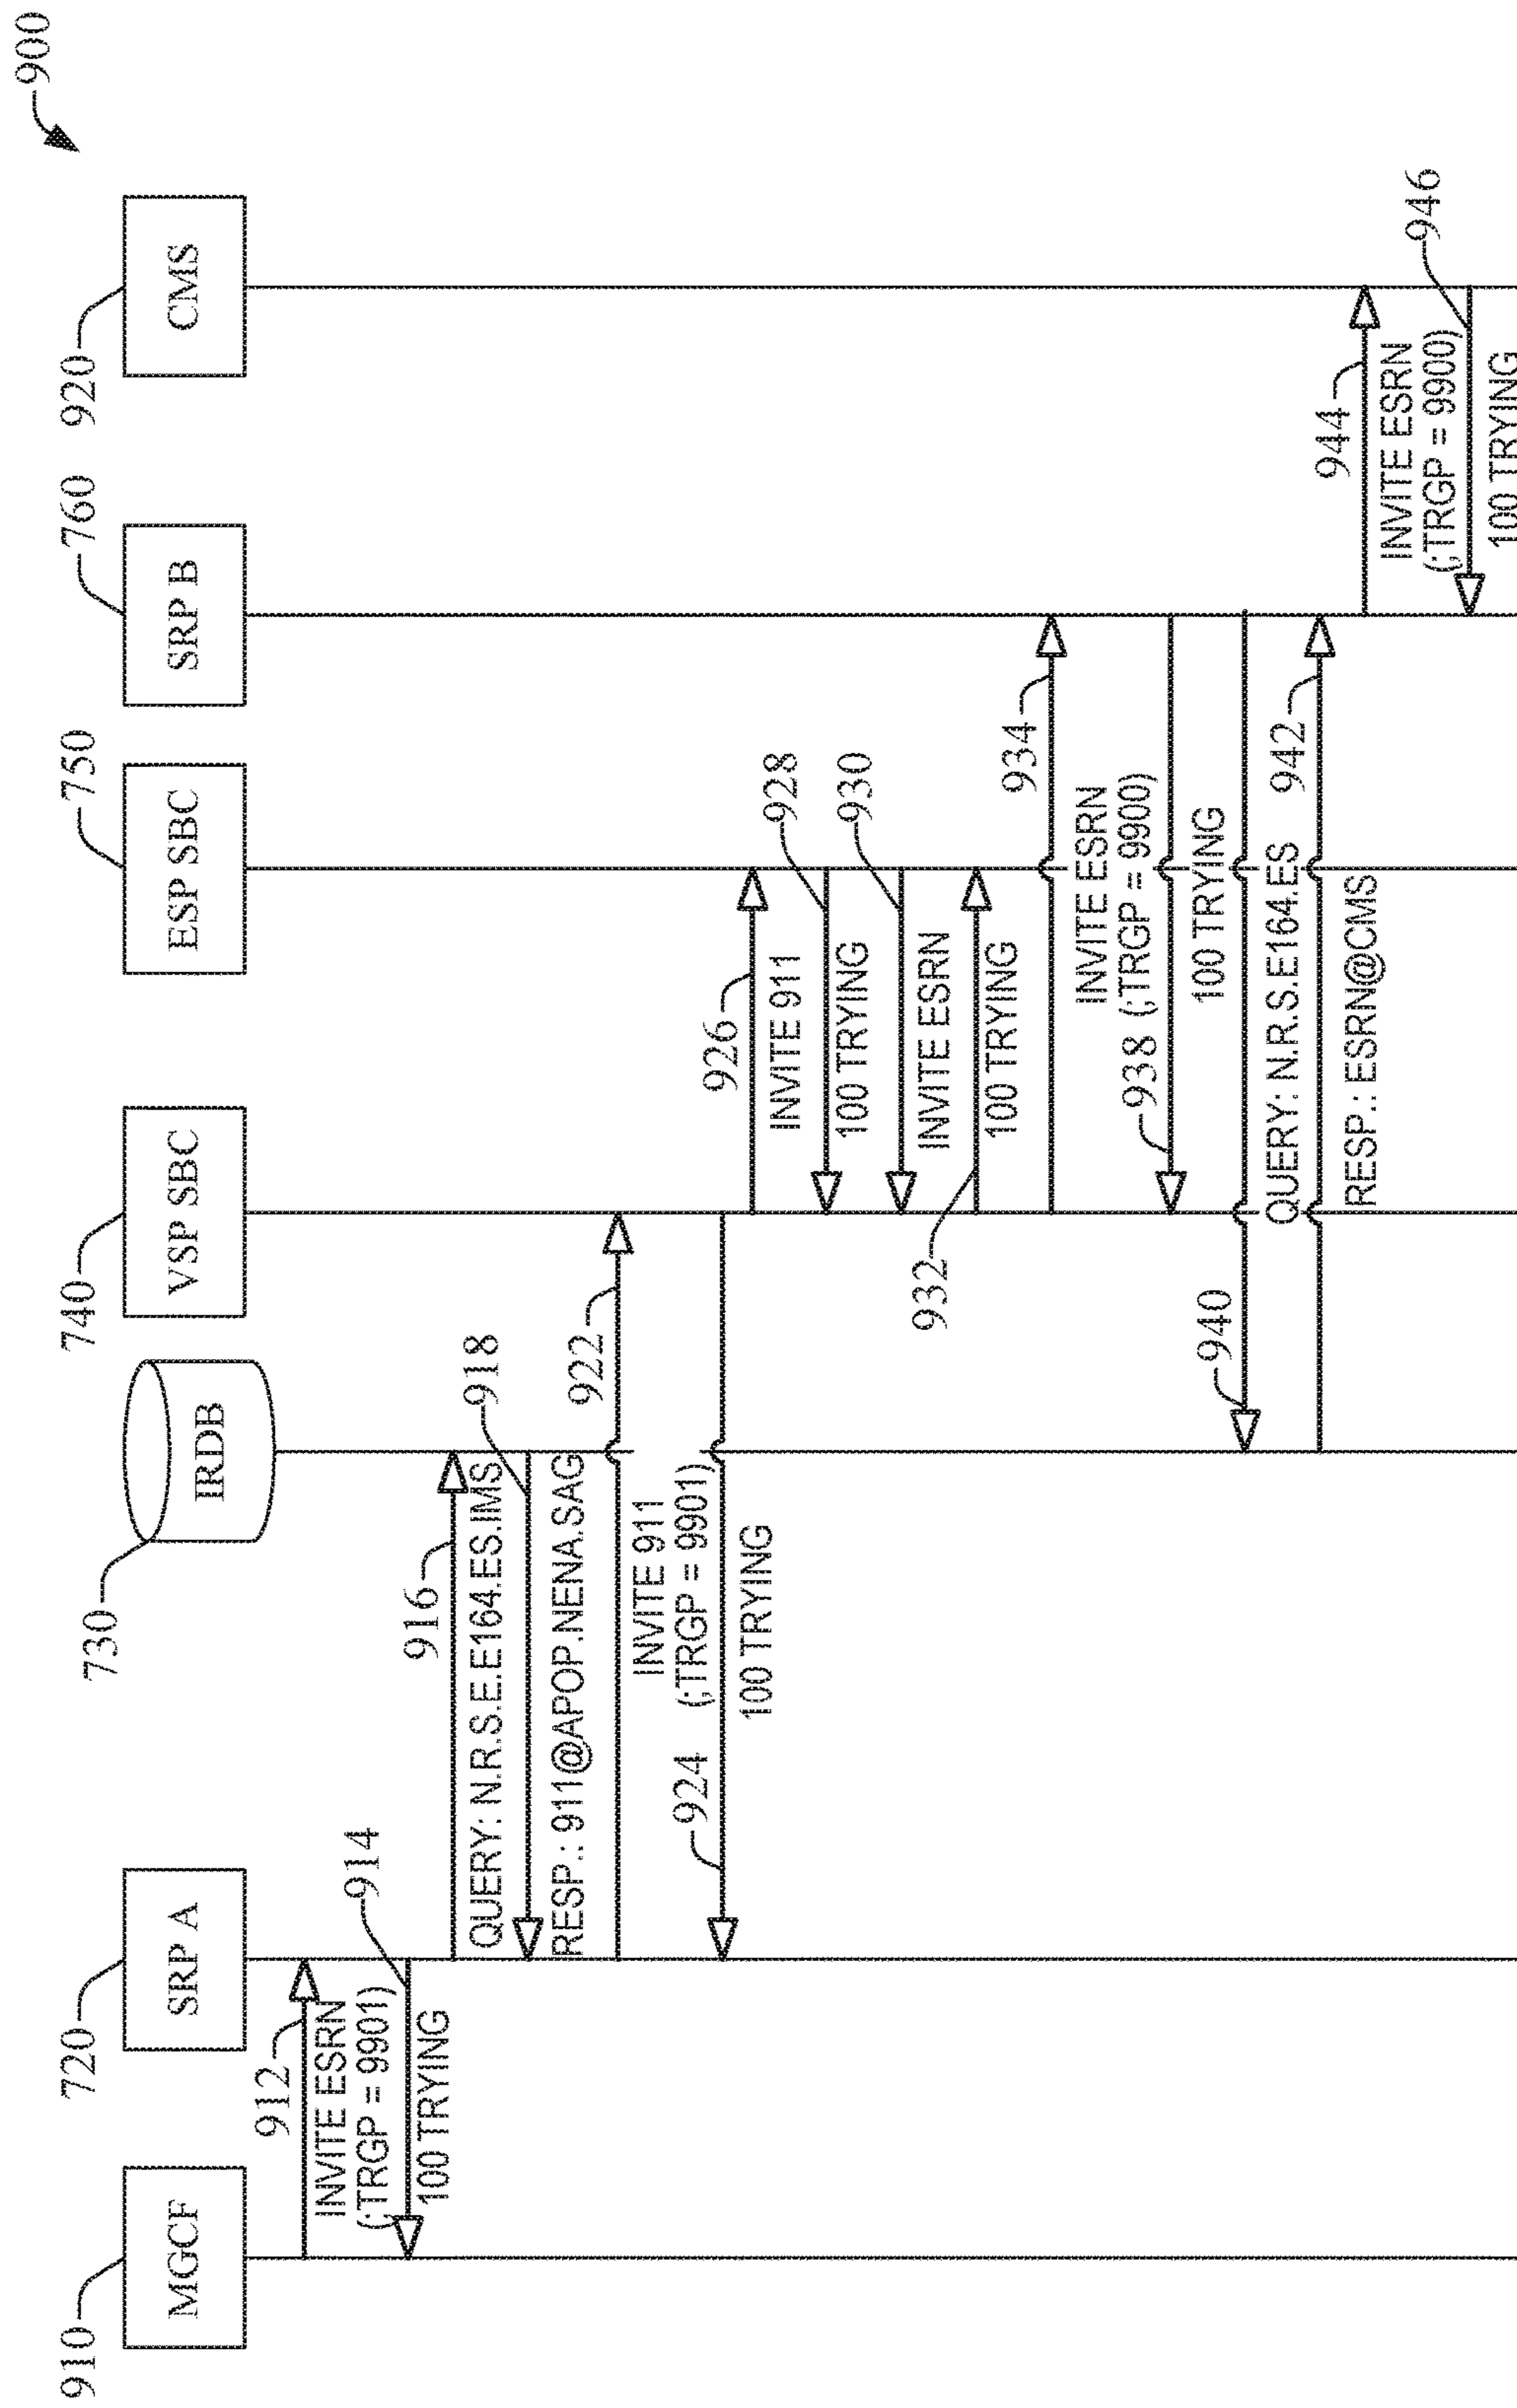 900
910
MGCF
720
SRP A
730
IRDB
740
VSP SBC
750
ESP SBC
760
SRP B
920
CMS
912
INVITE ESRN
(;TRGP = 9901)
914
100 TRYING
916
QUERY: N.R.S.E.E164.ES.IMS
918
RESP.: 911@APOP.NENA.SAG
922
INVITE 911
(;TRGP = 9901)
924
100 TRYING
926
INVITE 911
928
100 TRYING
930
INVITE ESRN
932
100 TRYING
934
INVITE ESRN
(;TRGP = 9900)
938
100 TRYING
940
QUERY: N.R.S.E164.ES
942
RESP.: ESRN@CMS
944
INVITE ESRN
(;TRGP = 9900)
946
100 TRYING